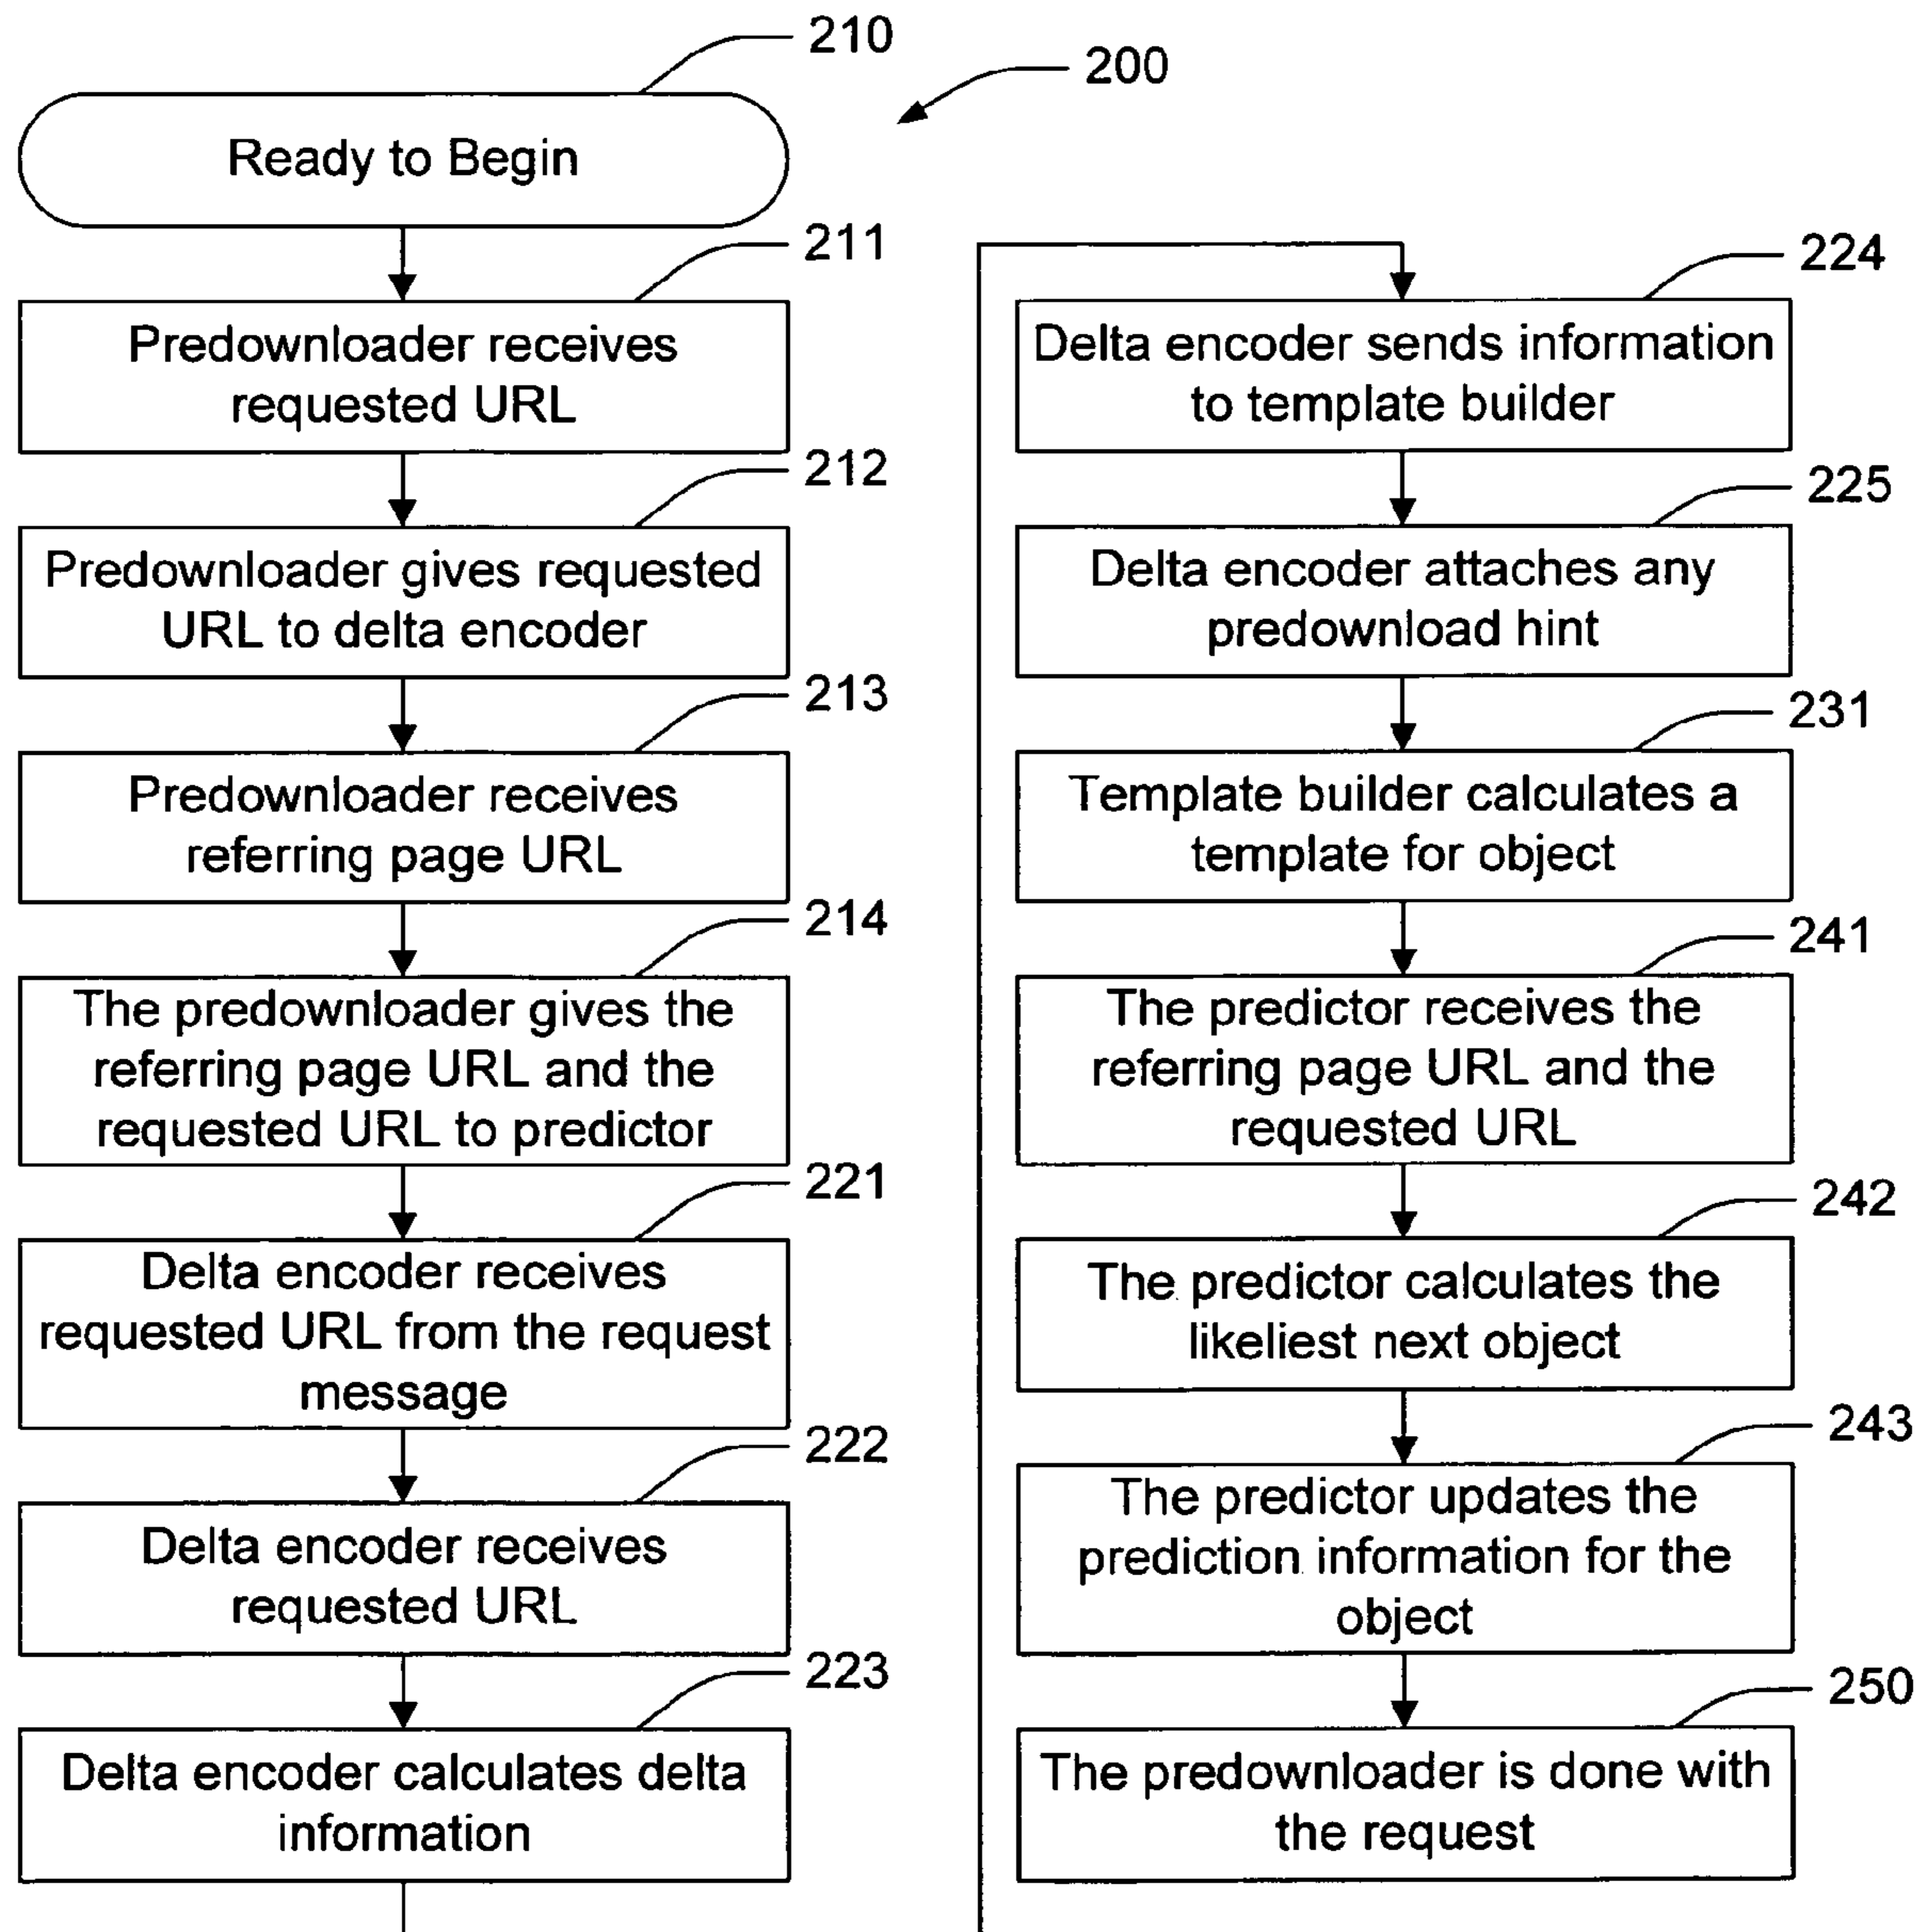 210
200
Ready to Begin
211
Predownloader receives
requested URL
212
Predownloader gives requested
URL to delta encoder
213
Predownloader receives
referring page URL
214
The predownloader gives the
referring page URL and the
requested URL to predictor
221
Delta encoder receives
requested URL from the request
message
222
Delta encoder receives
requested URL
223
Delta encoder calculates delta
information
224
Delta encoder sends information
to template builder
225
Delta encoder attaches any
predownload hint
231
Template builder calculates a
template for object
241
The predictor receives the
referring page URL and the
requested URL
242
The predictor calculates the
likeliest next object
243
The predictor updates the
prediction information for the
object
250
The predownloader is done with
the request